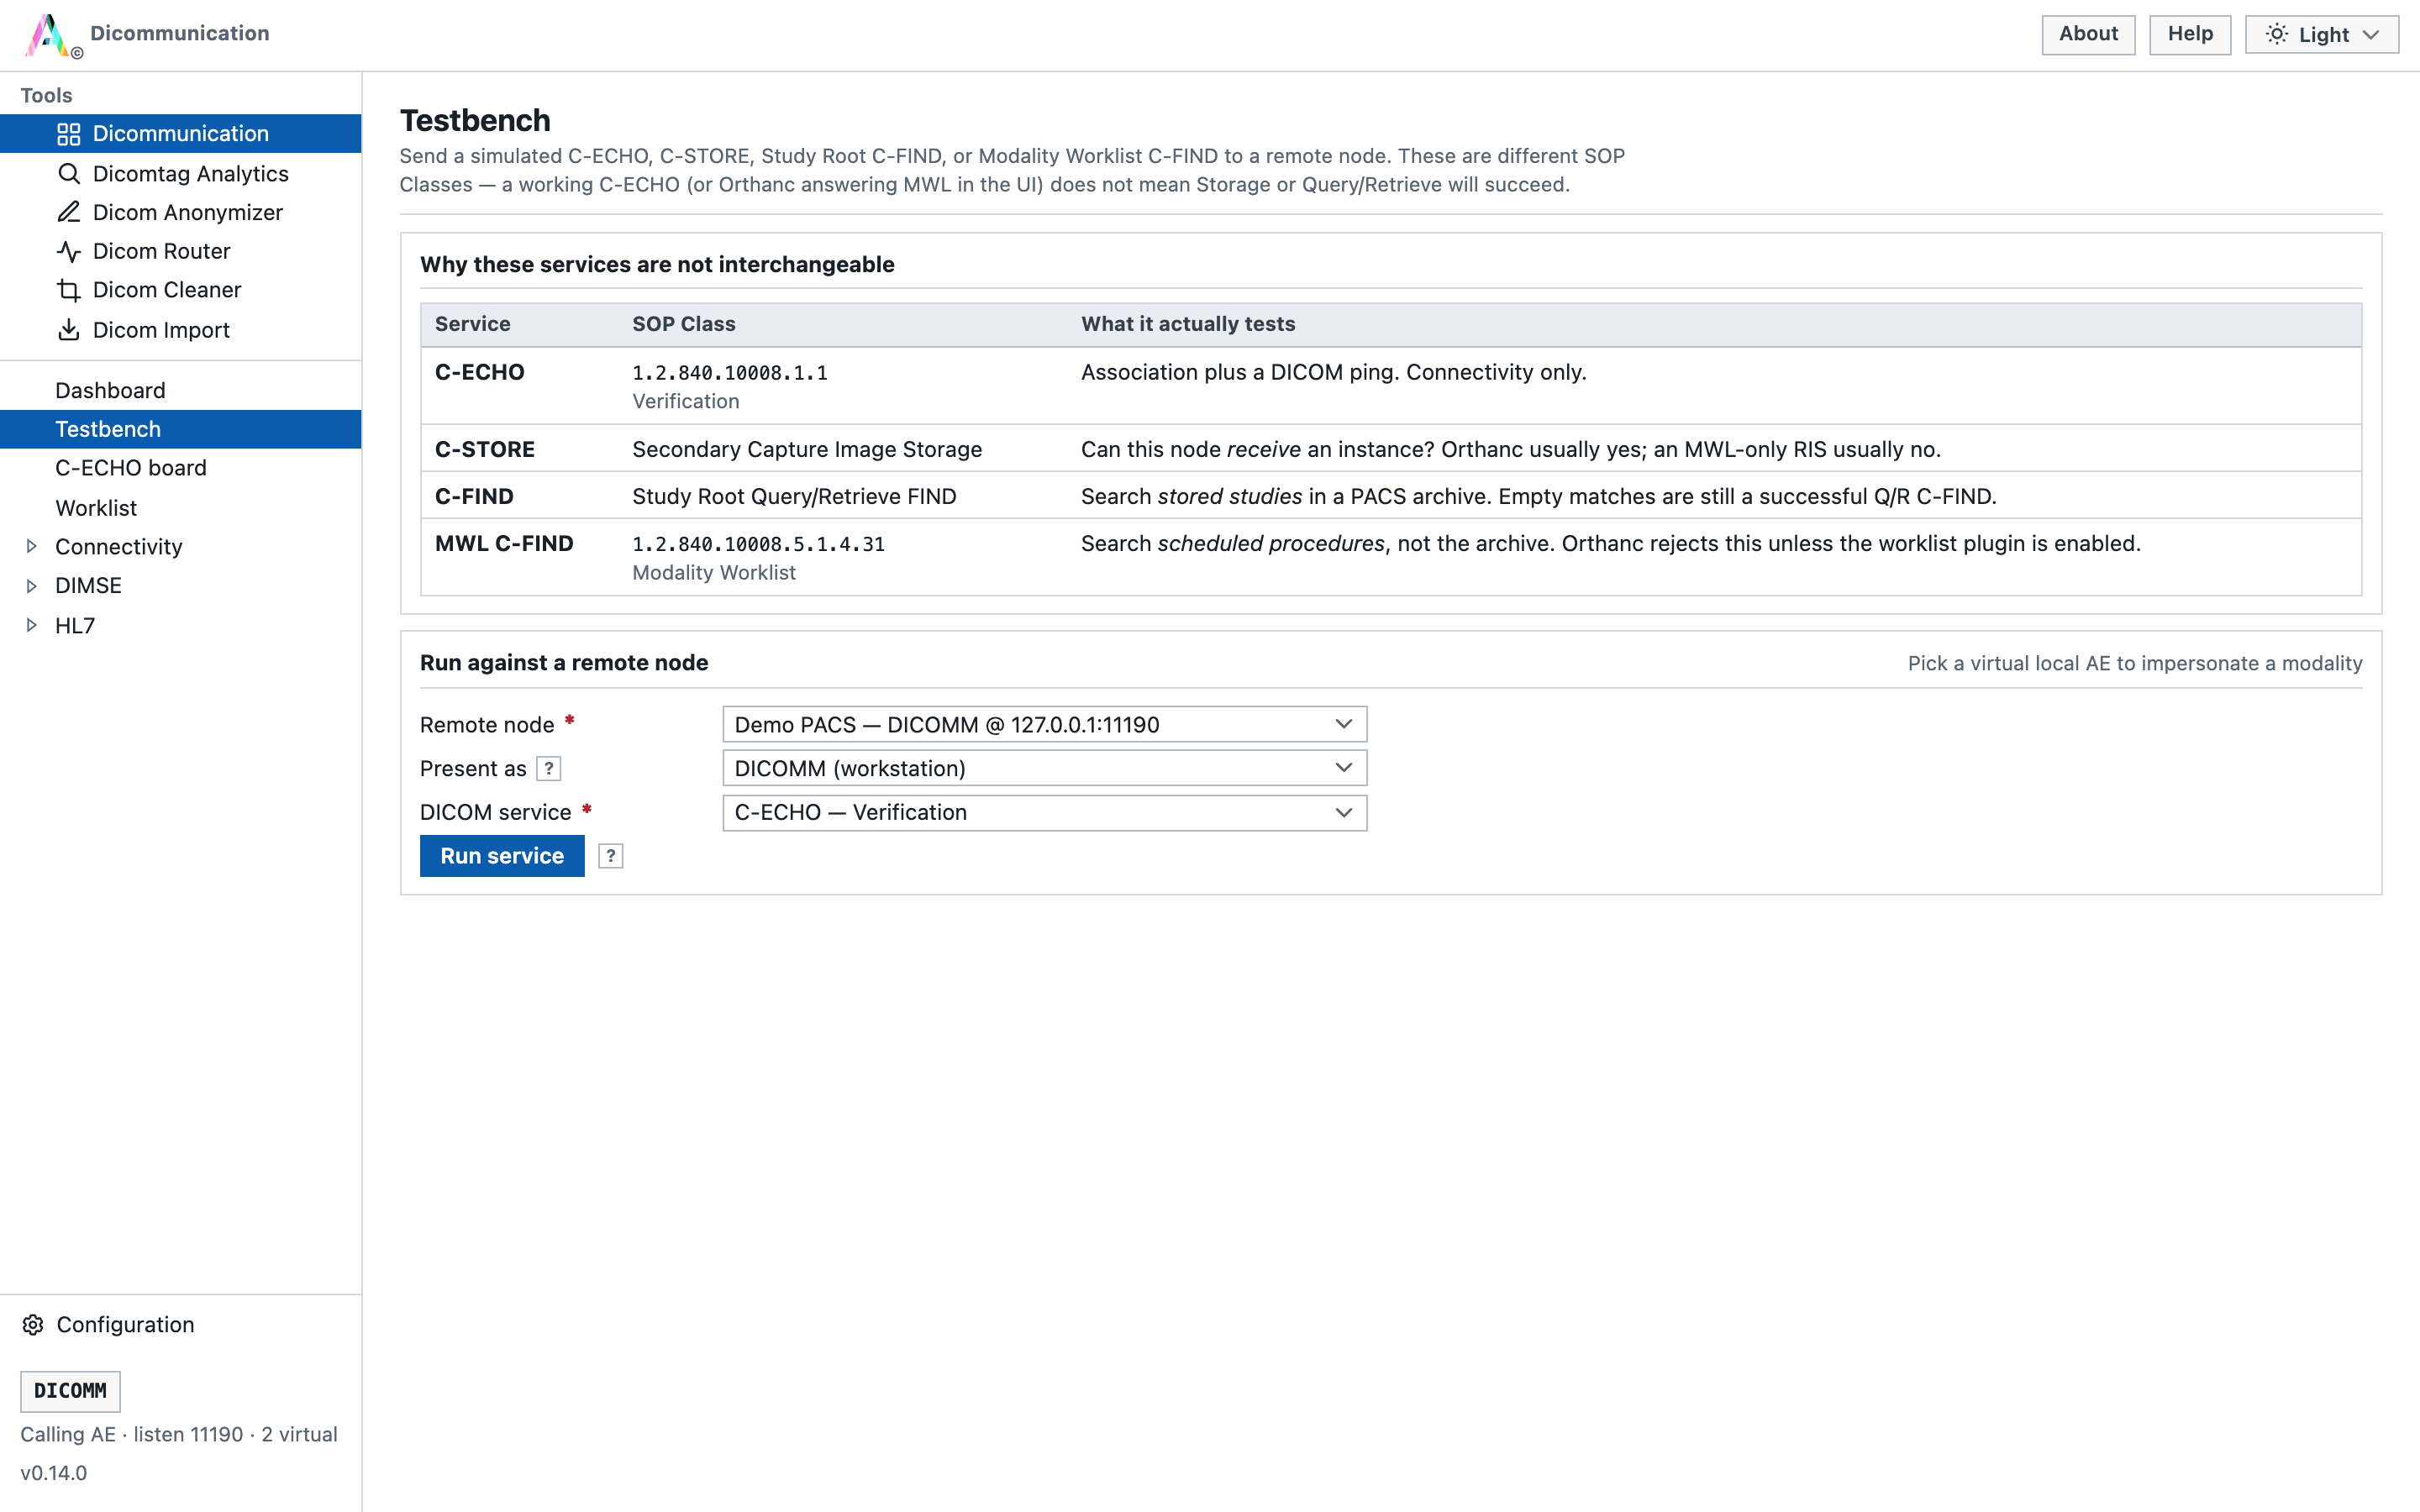 Dicommunication
About
Help
Light
©
Tools
Dicommunication
Dicomtag Analytics
Dicom Anonymizer
Dicom Router
Dicom Cleaner
Dicom Import
Dashboard
Testbench
C-ECHO board
Worklist
Connectivity
DIMSE
HL7
Configuration
DICOMM
Calling AE · listen 11190 · 2 virtual
v0.14.0
Testbench
Send a simulated C-ECHO, C-STORE, Study Root C-FIND, or Modality Worklist C-FIND to a remote node. These are different SOP
Classes — a working C-ECHO (or Orthanc answering MWL in the UI) does not mean Storage or Query/Retrieve will succeed.
Why these services are not interchangeable
Service SOP Class What it actually tests
C-ECHO 1.2.840.10008.1.1 Association plus a DICOM ping. Connectivity only.
Verification
C-STORE Secondary Capture Image Storage Can this node receive an instance? Orthanc usually yes; an MWL-only RIS usually no.
C-FIND Study Root Query/Retrieve FIND Search stored studies in a PACS archive. Empty matches are still a successful Q/R C-FIND.
MWL C-FIND 1.2.840.10008.5.1.4.31 Search scheduled procedures, not the archive. Orthanc rejects this unless the worklist plugin is enabled.
Modality Worklist
Run against a remote node Pick a virtual local AE to impersonate a modality
Remote node * Demo PACS — DICOMM @ 127.0.0.1:11190
Present as ? DICOMM (workstation)
DICOM service * C-ECHO — Verification
Run service ?